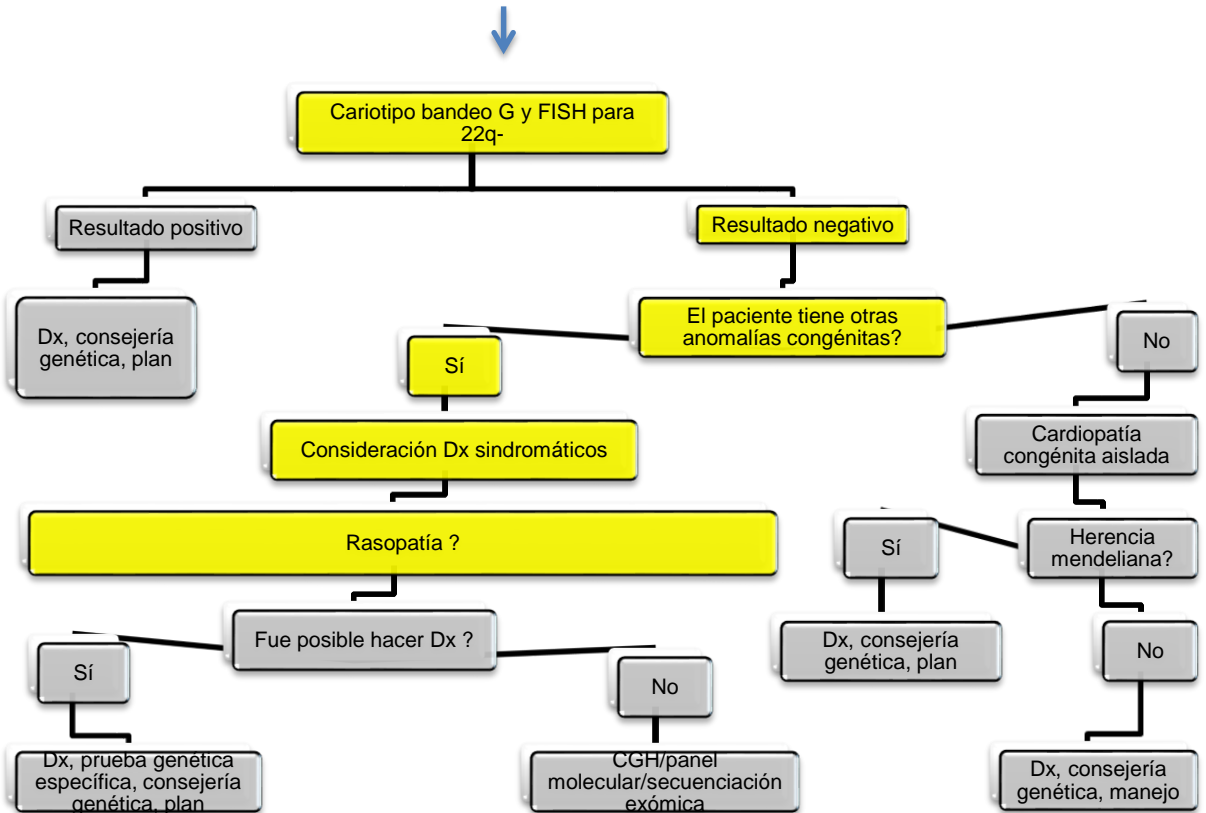 Cariotipo bandeo G y FISH para
22q-
Resultado positivo
Resultado negativo
Dx, consejería
genética, plan
El paciente tiene otras
anomalías congénitas?
Sí
No
Consideración Dx sindromáticos
Cardiopatía
congénita aislada
Rasopatía ?
Sí
Herencia
mendeliana?
Fue posible hacer Dx ?
Sí
No
Dx, consejería
genética, plan
No
Dx, prueba genética
específica, consejería
genética, plan
CGH/panel
molecular/secuenciación
exómica
Dx, consejería
genética, manejo